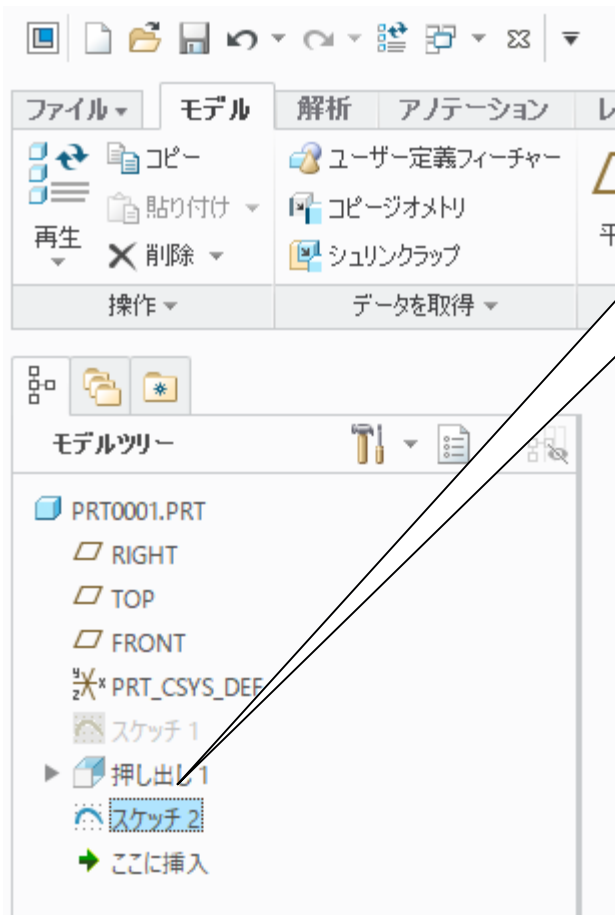 ファイル モデル 解析 アノテーション
再生
コピー
貼り付け
削除
ユーザー定義フィーチャー
コピージオメトリ
シュリンクラップ
操作 データを取得
モデルツリー
PRT0001.PRT
RIGHT
TOP
FRONT
PRT_CSYS_DEF
スケッチ 1
押し出し 1
スケッチ 2
ここに挿入